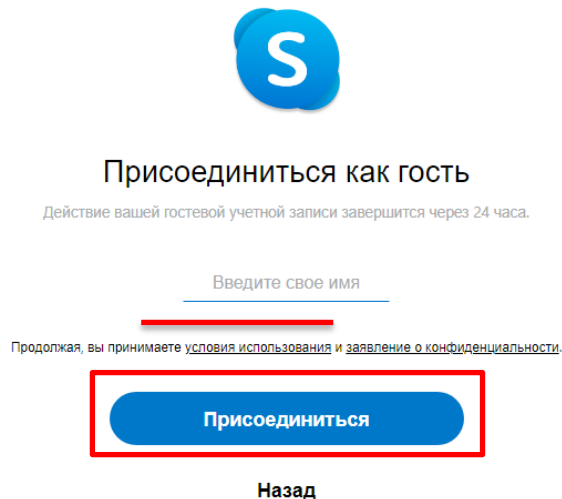 S
Присоединиться как гость
Действие вашей гостевой учетной записи завершится через 24 часа.
Введите свое имя
Продолжая, вы принимаете условия использования и заявление о конфиденциальности.
Присоединиться
Назад